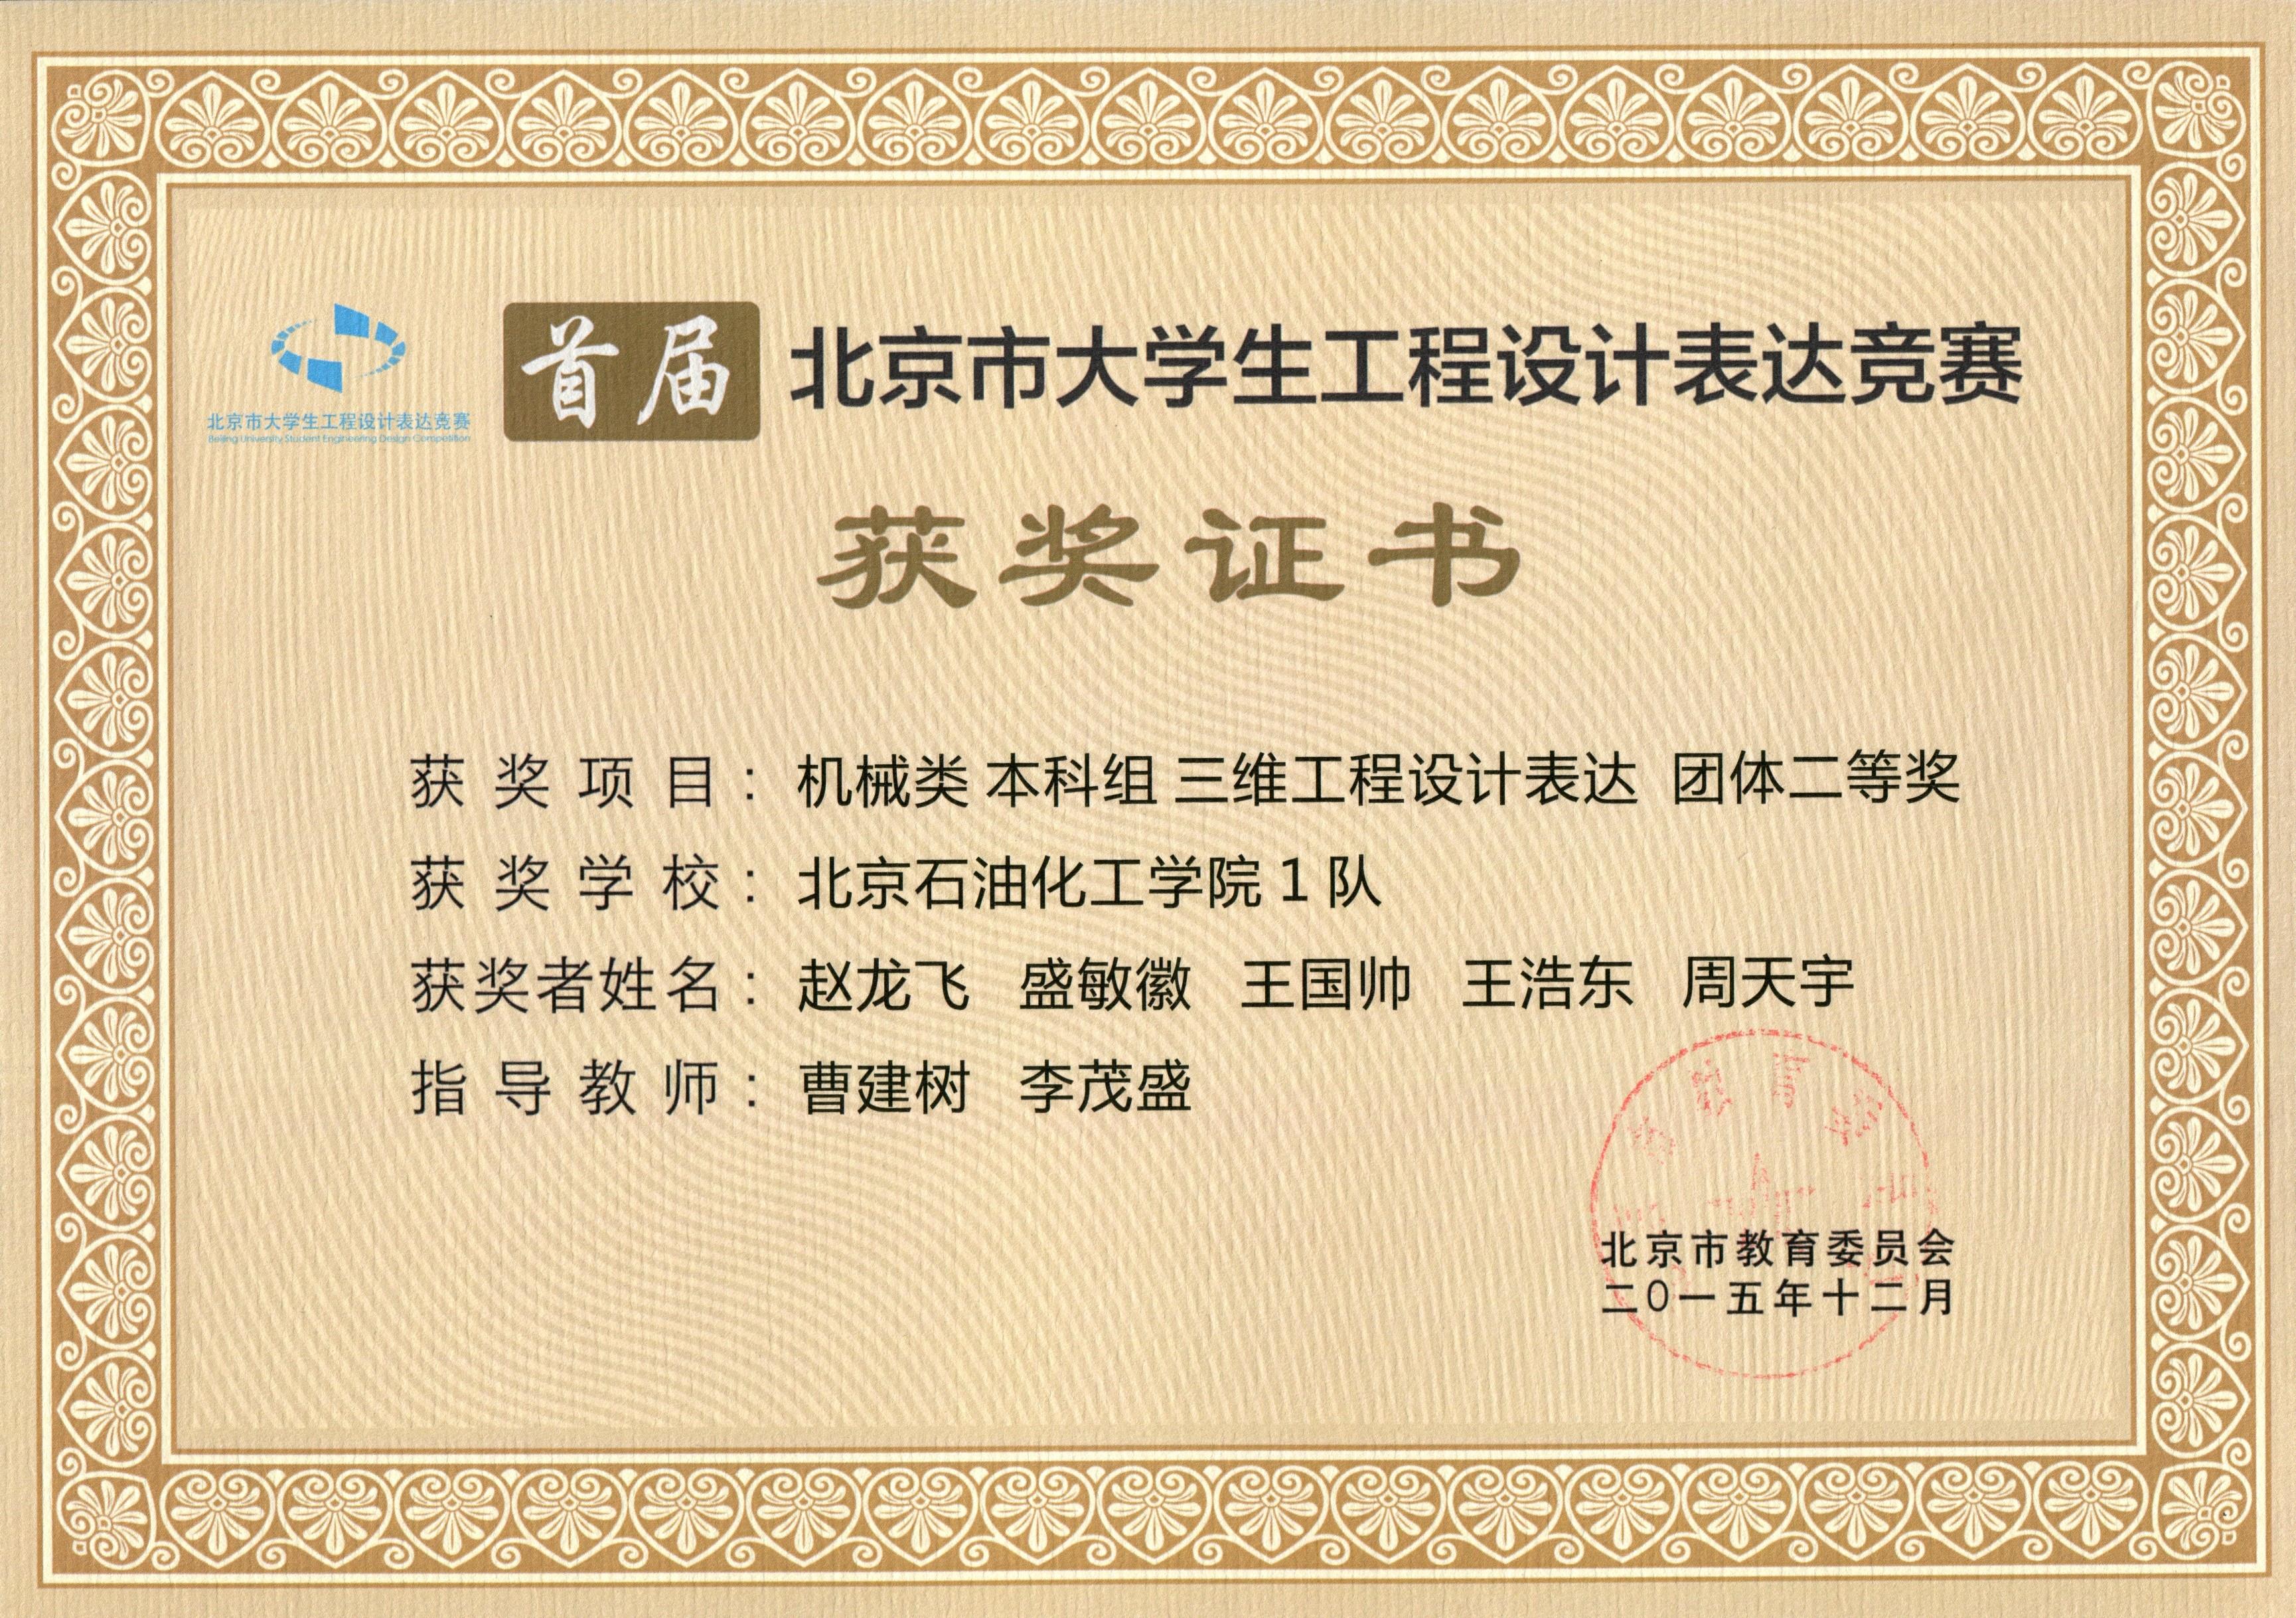 首届 北京市大学生工程设计表达竞赛
北京市大学生工程设计表达竞赛
Beijing University Student Engineering Design Competition
获奖证书
获奖项目：机械类 本科组 三维工程设计表达 团体二等奖
获奖学校：北京石油化工学院1队
获奖者姓名：赵龙飞 盛敏徽 王国帅 王浩东 周天宇
指导教师：曹建树 李茂盛
北京市教育委员会
二0一五年十二月